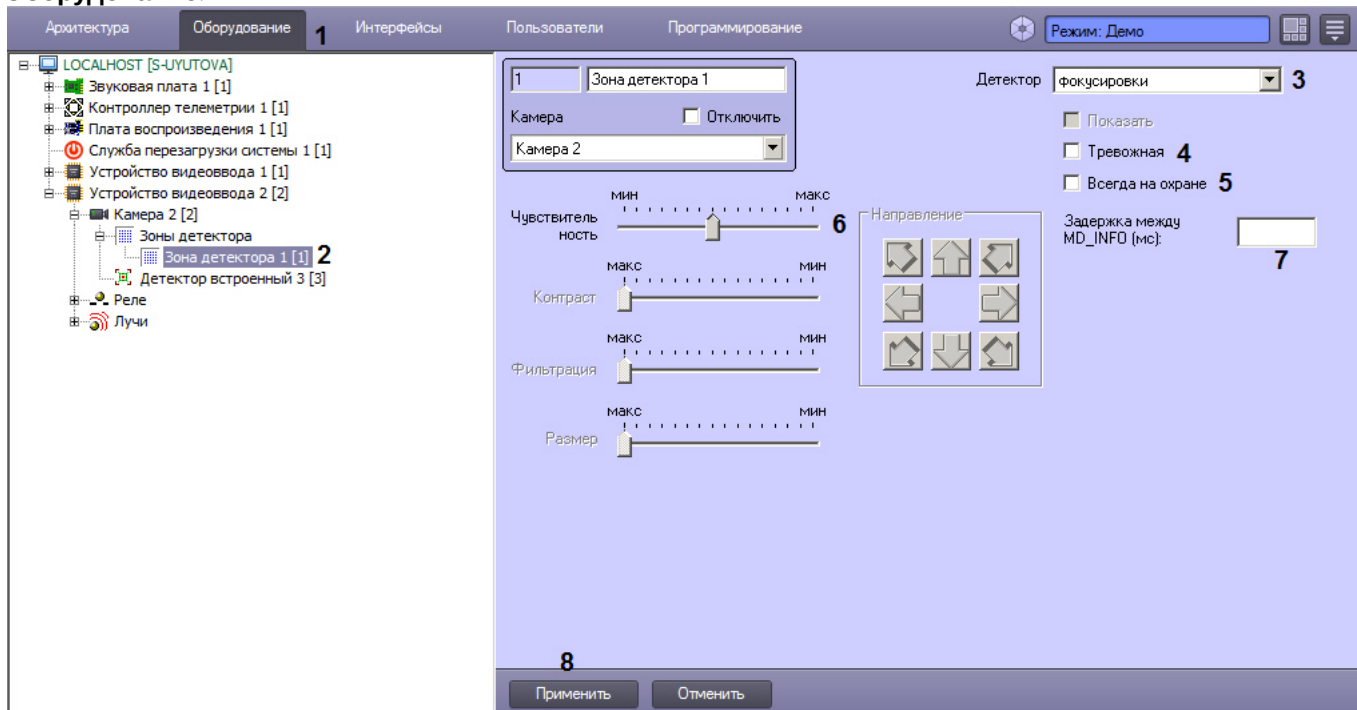 Архитектура Оборудование 1 Интерфейсы Пользователи Программирование Режим: Демо
LOCALHOST [S-UYUTOVA]
Звуковая плата 1 [1]
Контроллер телеметрии 1 [1]
Плата воспроизведения 1 [1]
Служба перезагрузки системы 1 [1]
Устройство видеоввода 1 [1]
Устройство видеоввода 2 [2]
Камера 2 [2]
Зоны детектора
Зона детектора 1 [1] 2
Детектор встроенный 3 [3]
Реле
Лучи
1 Зона детектора 1
Камера Отключить
Камера 2
Детектор фокусировки 3
Показать
Тревожная 4
Всегда на охране 5
Задержка между
MD_INFO (мс):
7
мин макс
Чувствитель
ность
6
макс мин
Контраст
макс мин
Фильтрация
макс мин
Размер
Направление
8
Применить Отменить